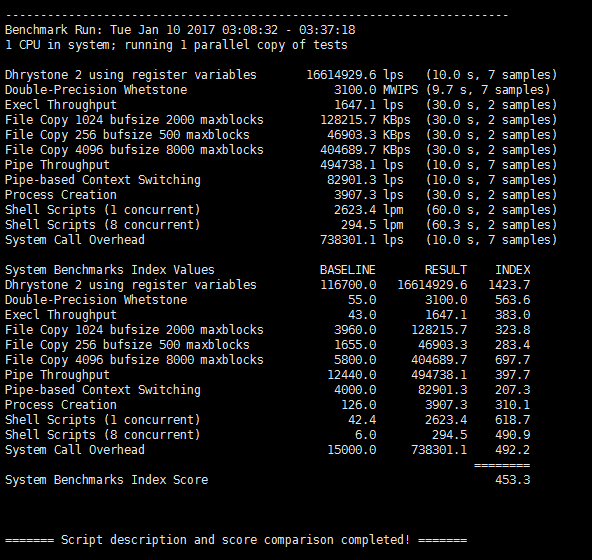 ------------------------------------------------------------------------
Benchmark Run: Tue Jan 10 2017 03:08:32 - 03:37:18
1 CPU in system; running 1 parallel copy of tests

Dhrystone 2 using register variables       16614929.6 lps   (10.0 s, 7 samples)
Double-Precision Whetstone                     3100.0 MWIPS (9.7 s, 7 samples)
Execl Throughput                               1647.1 lps   (30.0 s, 2 samples)
File Copy 1024 bufsize 2000 maxblocks        128215.7 KBps  (30.0 s, 2 samples)
File Copy 256 bufsize 500 maxblocks           46903.3 KBps  (30.0 s, 2 samples)
File Copy 4096 bufsize 8000 maxblocks        404689.7 KBps  (30.0 s, 2 samples)
Pipe Throughput                              494738.1 lps   (10.0 s, 7 samples)
Pipe-based Context Switching                  82901.3 lps   (10.0 s, 7 samples)
Process Creation                               3907.3 lps   (30.0 s, 2 samples)
Shell Scripts (1 concurrent)                   2623.4 lpm   (60.0 s, 2 samples)
Shell Scripts (8 concurrent)                    294.5 lpm   (60.3 s, 2 samples)
System Call Overhead                         738301.1 lps   (10.0 s, 7 samples)

System Benchmarks Index Values               BASELINE       RESULT    INDEX
Dhrystone 2 using register variables         116700.0   16614929.6   1423.7
Double-Precision Whetstone                       55.0       3100.0    563.6
Execl Throughput                                 43.0       1647.1    383.0
File Copy 1024 bufsize 2000 maxblocks          3960.0     128215.7    323.8
File Copy 256 bufsize 500 maxblocks            1655.0      46903.3    283.4
File Copy 4096 bufsize 8000 maxblocks          5800.0     404689.7    697.7
Pipe Throughput                               12440.0     494738.1    397.7
Pipe-based Context Switching                   4000.0      82901.3    207.3
Process Creation                                126.0       3907.3    310.1
Shell Scripts (1 concurrent)                     42.4       2623.4    618.7
Shell Scripts (8 concurrent)                      6.0        294.5    490.9
System Call Overhead                          15000.0     738301.1    492.2
                                                                   ========
System Benchmarks Index Score                                         453.3

======= Script description and score comparison completed! =======